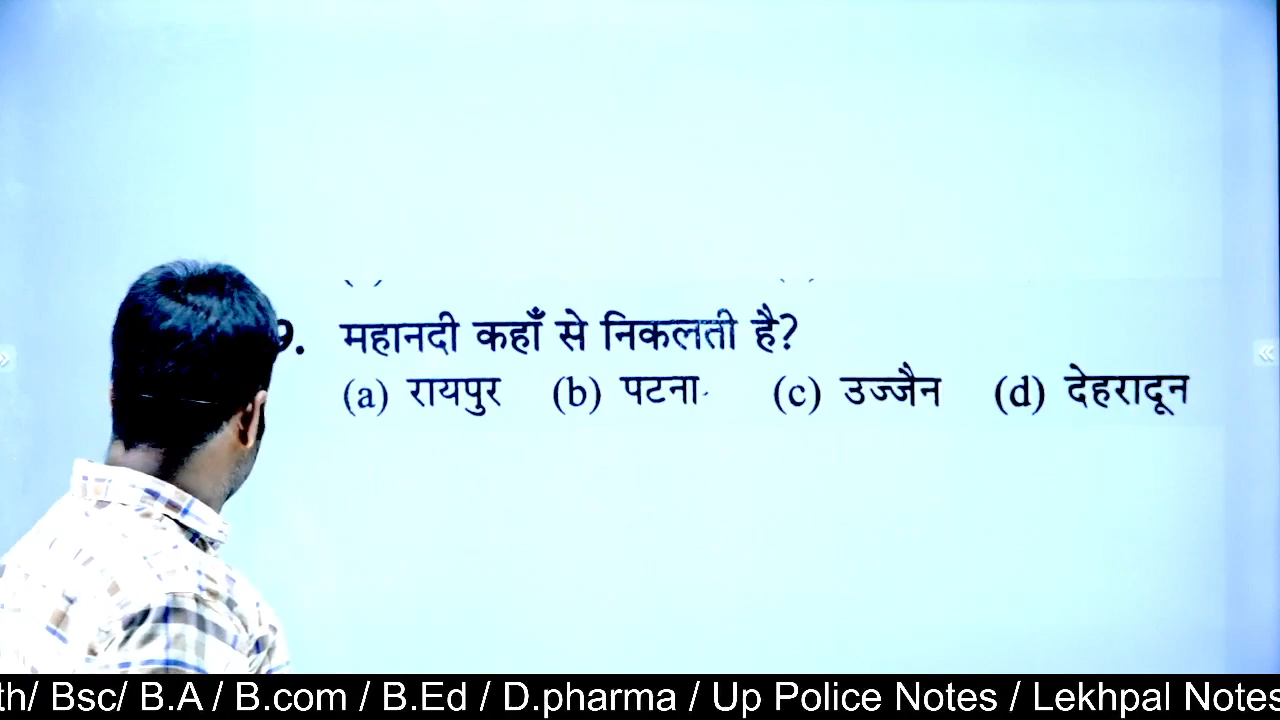 9. महानदी कहाँ से निकलती है?
(a) रायपुर (b) पटना (c) उज्जैन (d) देहरादून
th/ Bsc/ B.A / B.com / B.Ed / D.pharma / Up Police Notes / Lekhpal Notes